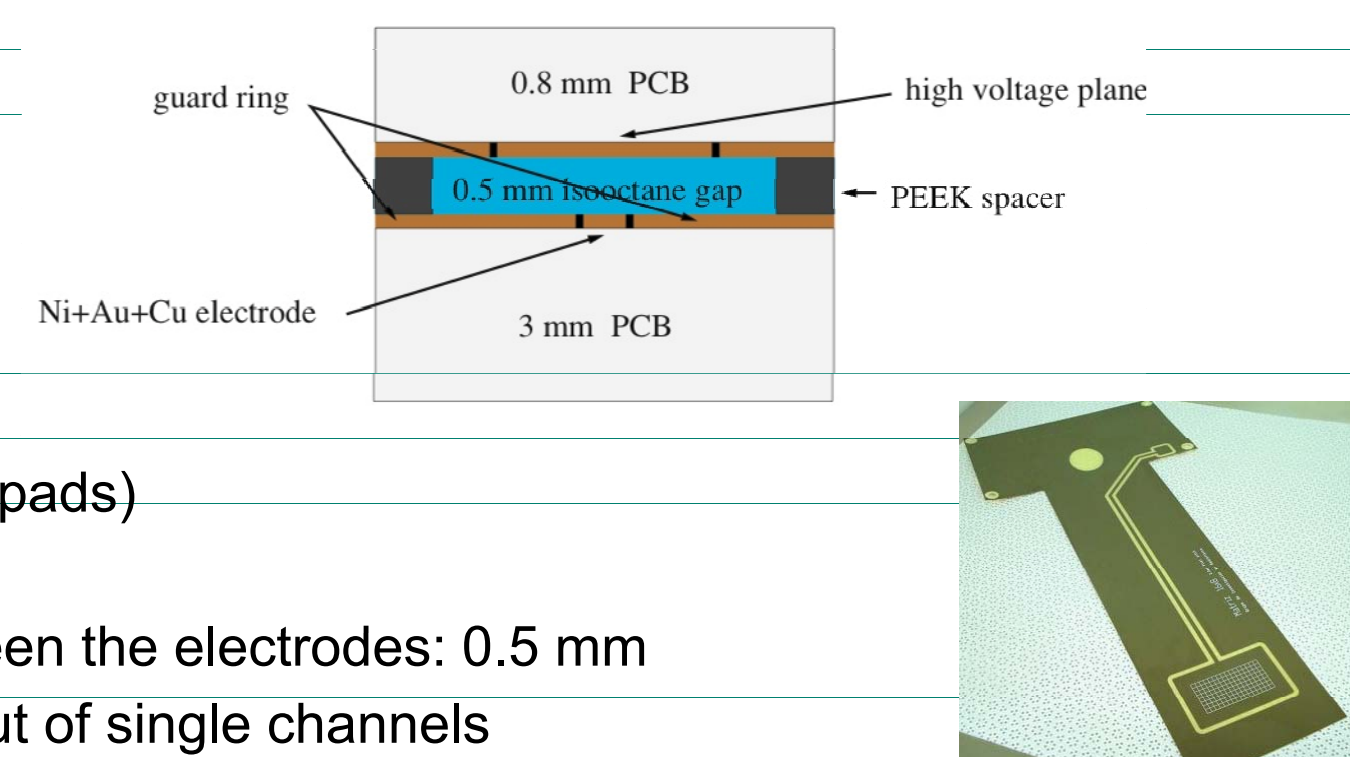 0.8 mm PCB
guard ring
high voltage plane
0.5 mm isooctane gap
PEEK spacer
Ni+Au+Cu electrode
3 mm PCB
pads)
een the electrodes: 0.5 mm
ut of single channels